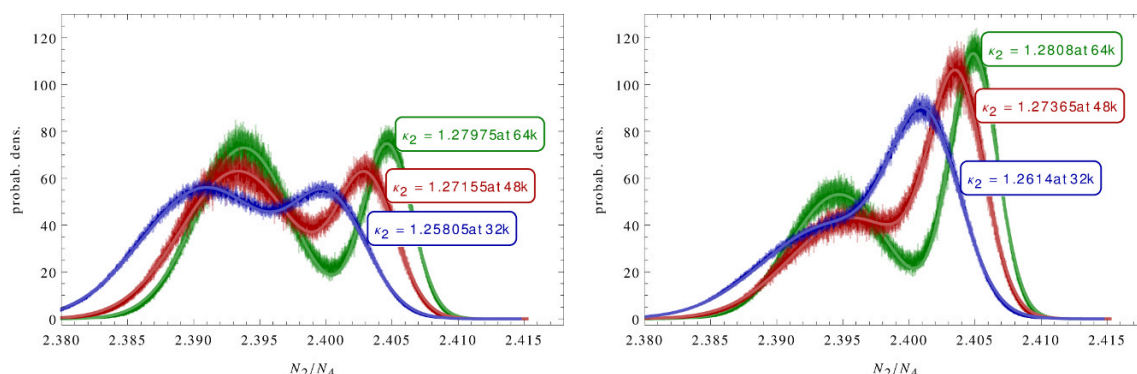 probab. dens.
120
100
80
60
40
20
0
κ₂ = 1.27975at 64k
κ₂ = 1.27155at 48k
κ₂ = 1.25805at 32k
2.380 2.385 2.390 2.395 2.400 2.405 2.410 2.415
N₂/N₄
probab. dens.
120
100
80
60
40
20
0
κ₂ = 1.2808at 64k
κ₂ = 1.27365at 48k
κ₂ = 1.2614at 32k
2.380 2.385 2.390 2.395 2.400 2.405 2.410 2.415
N₂/N₄